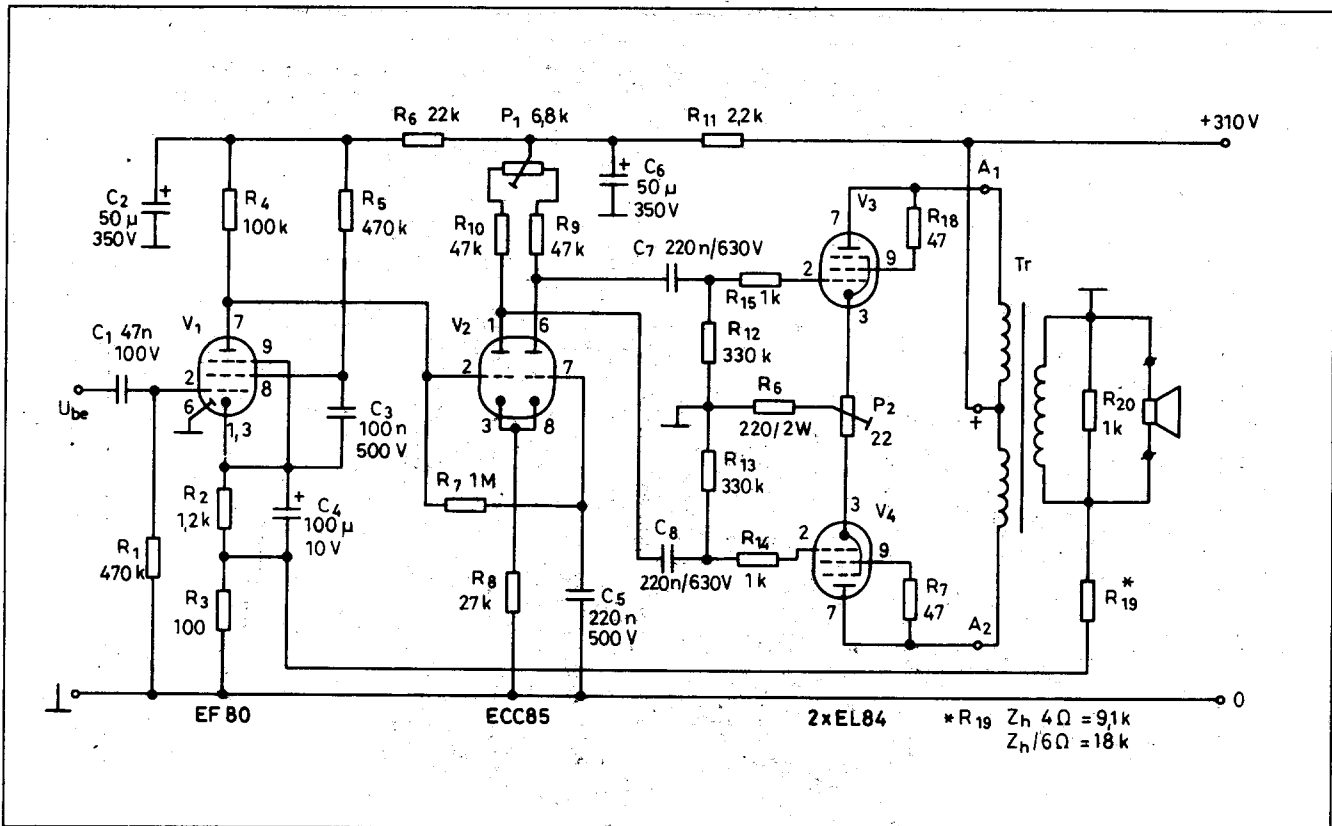 R6 22k
P1 6,8k
R11 2,2k
+310V
C2
50µ
350V
+
R4
100k
R5
470k
R10
47k
R9
47k
+
C6
50µ
350V
A1
V3
7
R18
47
9
2
3
C7 220n/630V
R15 1k
Tr
C1 47n
100V
V1
7
9
8
2
6
1,3
Ube
V2
1
6
2
7
3
8
R12
330k
R6
220/2W
P2
22
+
R20
1k
C3
100n
500V
R13
330k
R2
1,2k
+
C4
100µ
10V
R7 1M
R1
470k
R3
100
R8
27k
C5
220n
500V
C8
220n/630V
R14
1k
3
V4
2
9
7
R7
47
A2
R19*
0
EF80
ECC85
2xEL84
*R19 Zh 4Ω =9,1k
Zh/6Ω =18k